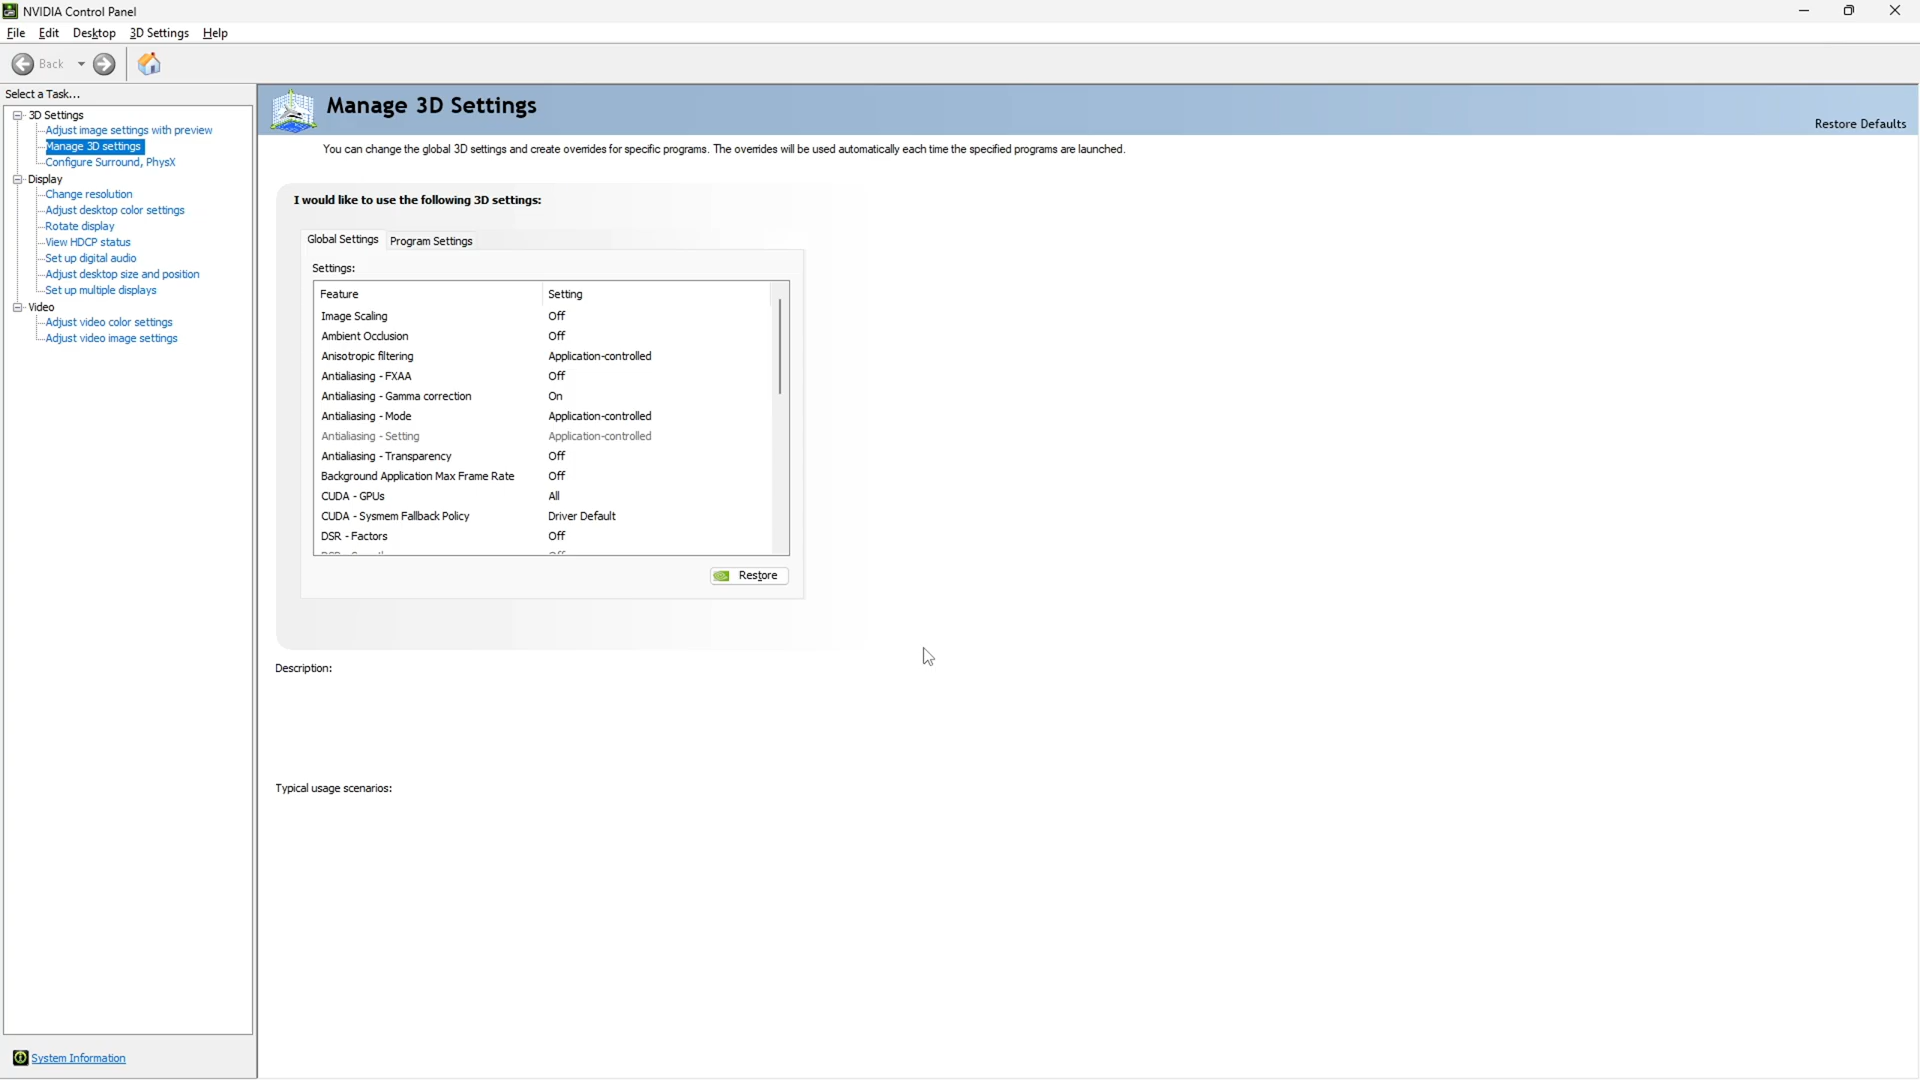 NVIDIA Control Panel
File Edit Desktop 3D Settings Help
Back
Select a Task...
3D Settings
Adjust image settings with preview
Manage 3D settings
Configure Surround, PhysX
Display
Change resolution
Adjust desktop color settings
Rotate display
View HDCP status
Set up digital audio
Adjust desktop size and position
Set up multiple displays
Video
Adjust video color settings
Adjust video image settings
System Information
Manage 3D Settings
Restore Defaults
You can change the global 3D settings and create overrides for specific programs. The overrides will be used automatically each time the specified programs are launched.
I would like to use the following 3D settings:
Global Settings Program Settings
Settings:
Feature Setting
Image Scaling Off
Ambient Occlusion Off
Anisotropic filtering Application-controlled
Antialiasing - FXAA Off
Antialiasing - Gamma correction On
Antialiasing - Mode Application-controlled
Antialiasing - Setting Application-controlled
Antialiasing - Transparency Off
Background Application Max Frame Rate Off
CUDA - GPUs All
CUDA - Sysmem Fallback Policy Driver Default
DSR - Factors Off
Restore
Description:
Typical usage scenarios: